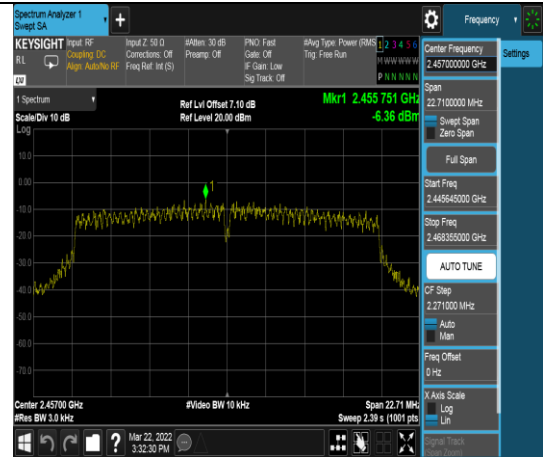 Spectrum Analyzer 1
Swept SA
+
Frequency
KEYSIGHT
RL
LXI
Input: RF
Coupling: DC
Align: Auto/No RF
Input Z: 50 Ω
Corrections: Off
Freq Ref: Int (S)
#Atten: 30 dB
Preamp: Off
PNO: Fast
Gate: Off
IF Gain: Low
Sig Track: Off
#Avg Type: Power (RMS
Trig: Free Run
1 2 3 4 5 6
M W W W W W
P N N N N N
1 Spectrum
Scale/Div 10 dB
Ref Lvl Offset 7.10 dB
Ref Level 20.00 dBm
Mkr1 2.455 751 GHz
-6.36 dBm
Log
10.0
0.00
-10.0
-20.0
-30.0
-40.0
-50.0
-60.0
-70.0
1
Center 2.45700 GHz
#Res BW 3.0 kHz
#Video BW 10 kHz
Span 22.71 MHz
Sweep 2.39 s (1001 pts)
?
Mar 22, 2022
3:32:30 PM
Center Frequency
2.457000000 GHz
Settings
Span
22.7100000 MHz
Swept Span
Zero Span
Full Span
Start Freq
2.445645000 GHz
Stop Freq
2.468355000 GHz
AUTO TUNE
CF Step
2.271000 MHz
Auto
Man
Freq Offset
0 Hz
X Axis Scale
Log
Lin
Signal Track
(Span Zoom)